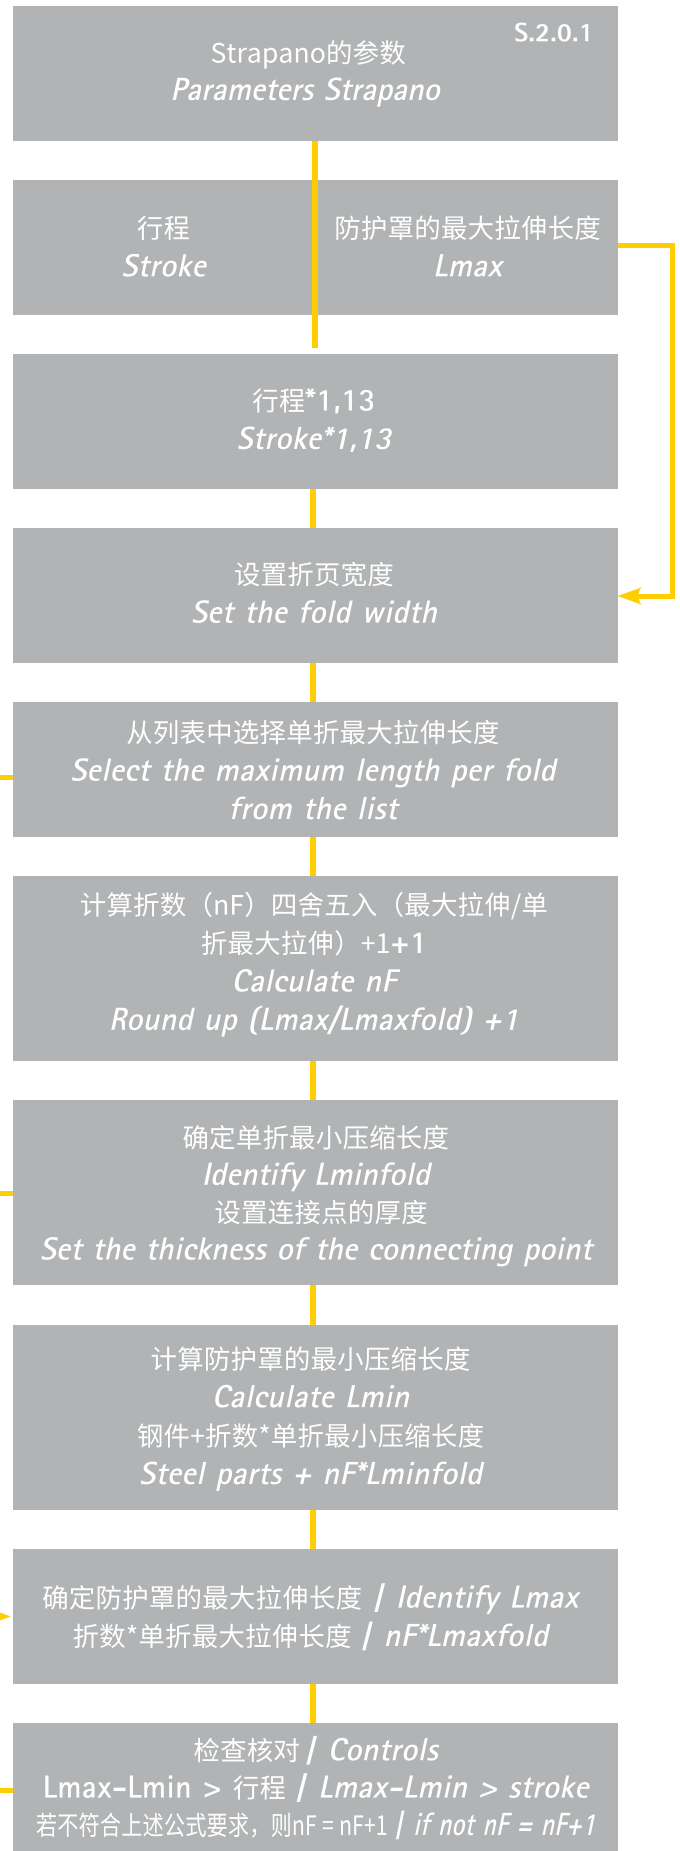 S.2.0.1
Strapano的参数
Parameters Strapano
行程
Stroke
防护罩的最大拉伸长度
Lmax
行程*1,13
Stroke*1,13
设置折页宽度
Set the fold width
从列表中选择单折最大拉伸长度
Select the maximum length per fold
from the list
计算折数（nF）四舍五入（最大拉伸/单
折最大拉伸）+1+1
Calculate nF
Round up (Lmax/Lmaxfold) +1
确定单折最小压缩长度
Identify Lminfold
设置连接点的厚度
Set the thickness of the connecting point
计算防护罩的最小压缩长度
Calculate Lmin
钢件+折数*单折最小压缩长度
Steel parts + nF*Lminfold
确定防护罩的最大拉伸长度 / Identify Lmax
折数*单折最大拉伸长度 / nF*Lmaxfold
检查核对 / Controls
Lmax-Lmin > 行程 / Lmax-Lmin > stroke
若不符合上述公式要求，则nF = nF+1 / if not nF = nF+1